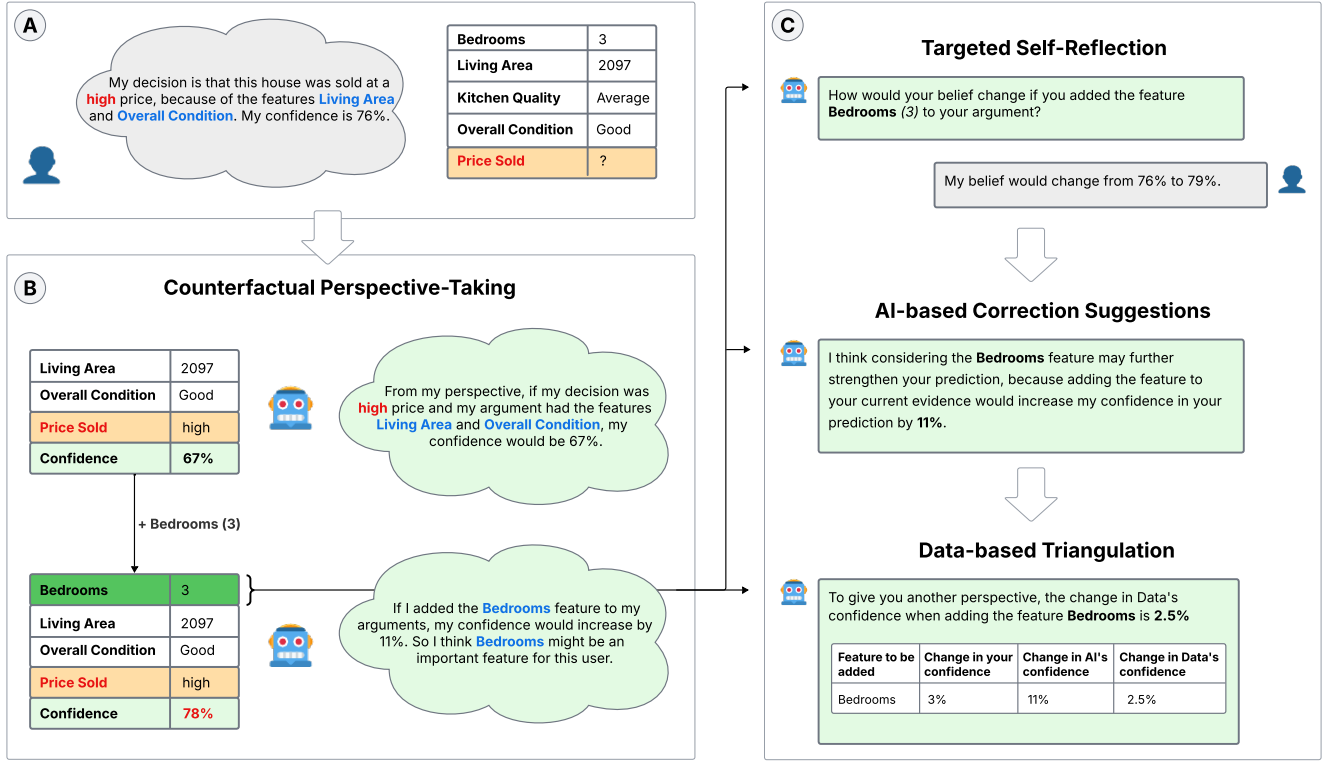 A
My decision is that this house was sold at a
high price, because of the features Living Area
and Overall Condition. My confidence is 76%.
Bedrooms 3
Living Area 2097
Kitchen Quality Average
Overall Condition Good
Price Sold ?
B
Counterfactual Perspective-Taking
Living Area 2097
Overall Condition Good
Price Sold high
Confidence 67%
From my perspective, if my decision was
high price and my argument had the features
Living Area and Overall Condition, my
confidence would be 67%.
+ Bedrooms (3)
Bedrooms 3
Living Area 2097
Overall Condition Good
Price Sold high
Confidence 78%
If I added the Bedrooms feature to my
arguments, my confidence would increase by
11%. So I think Bedrooms might be an
important feature for this user.
C
Targeted Self-Reflection
How would your belief change if you added the feature
Bedrooms (3) to your argument?
My belief would change from 76% to 79%.
AI-based Correction Suggestions
I think considering the Bedrooms feature may further
strengthen your prediction, because adding the feature to
your current evidence would increase my confidence in your
prediction by 11%.
Data-based Triangulation
To give you another perspective, the change in Data's
confidence when adding the feature Bedrooms is 2.5%
Feature to be Change in your Change in AI's Change in Data's
added confidence confidence confidence
Bedrooms 3% 11% 2.5%